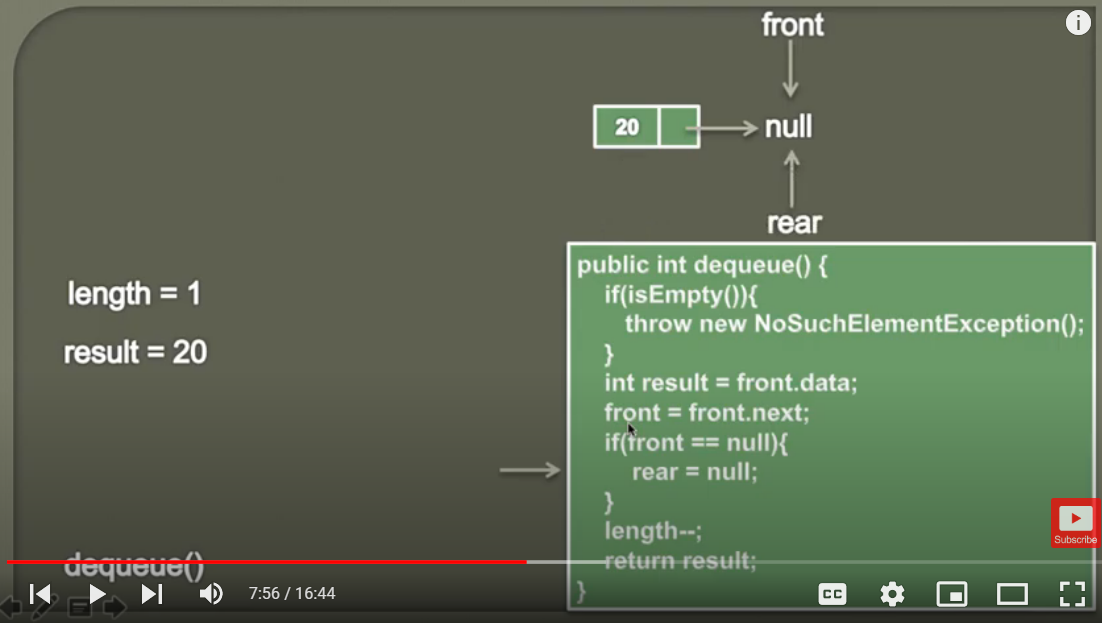 front
20
null
rear
public int dequeue() {
if(isEmpty()){
throw new NoSuchElementException();
}
int result = front.data;
front = front.next;
if(front == null){
rear = null;
}
length--;
return result;
}
length = 1
result = 20
dequeue()
Subscribe
7:56 / 16:44
CC